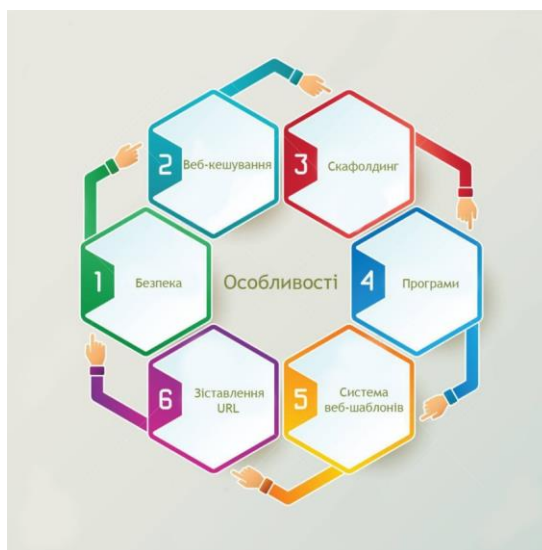 1
Безпека
2
Веб-кешування
3
Скафолдинг
4
Програми
5
Система
веб-шаблонів
6
Зіставлення
URL
Особливості